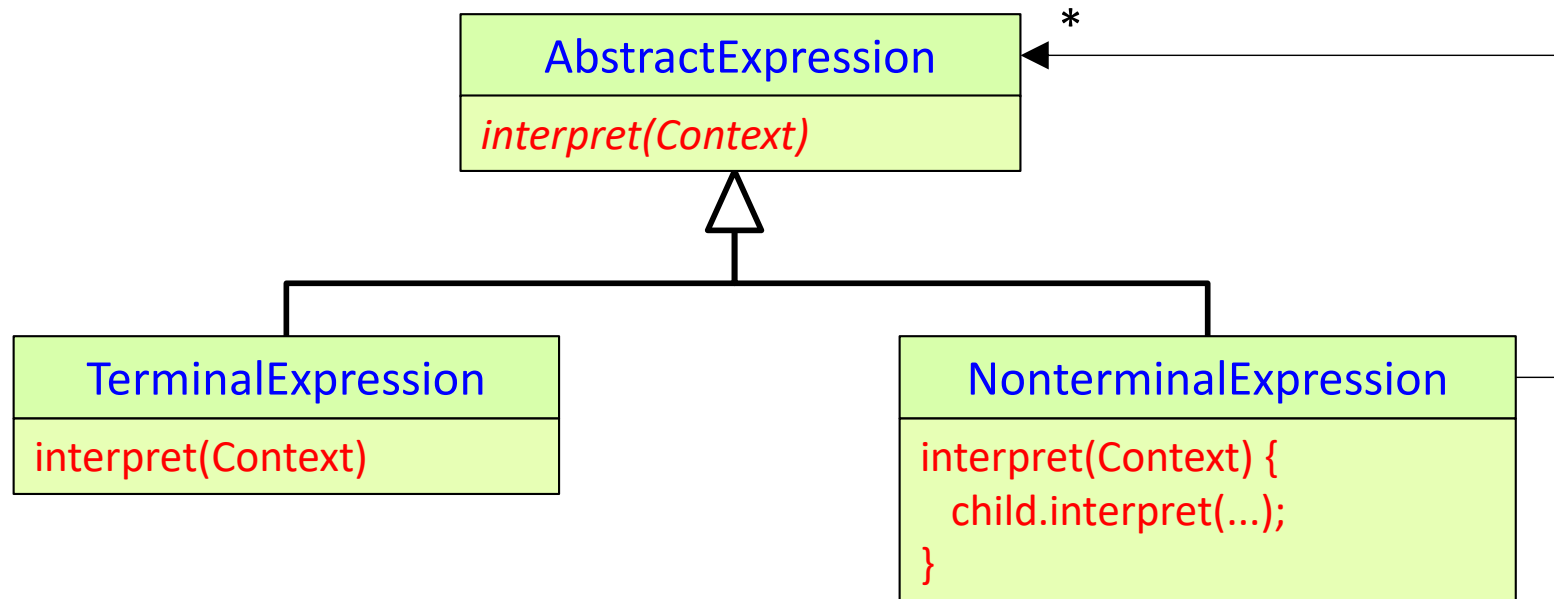 *
AbstractExpression
interpret(Context)
TerminalExpression
interpret(Context)
NonterminalExpression
interpret(Context) {
child.interpret(...);
}